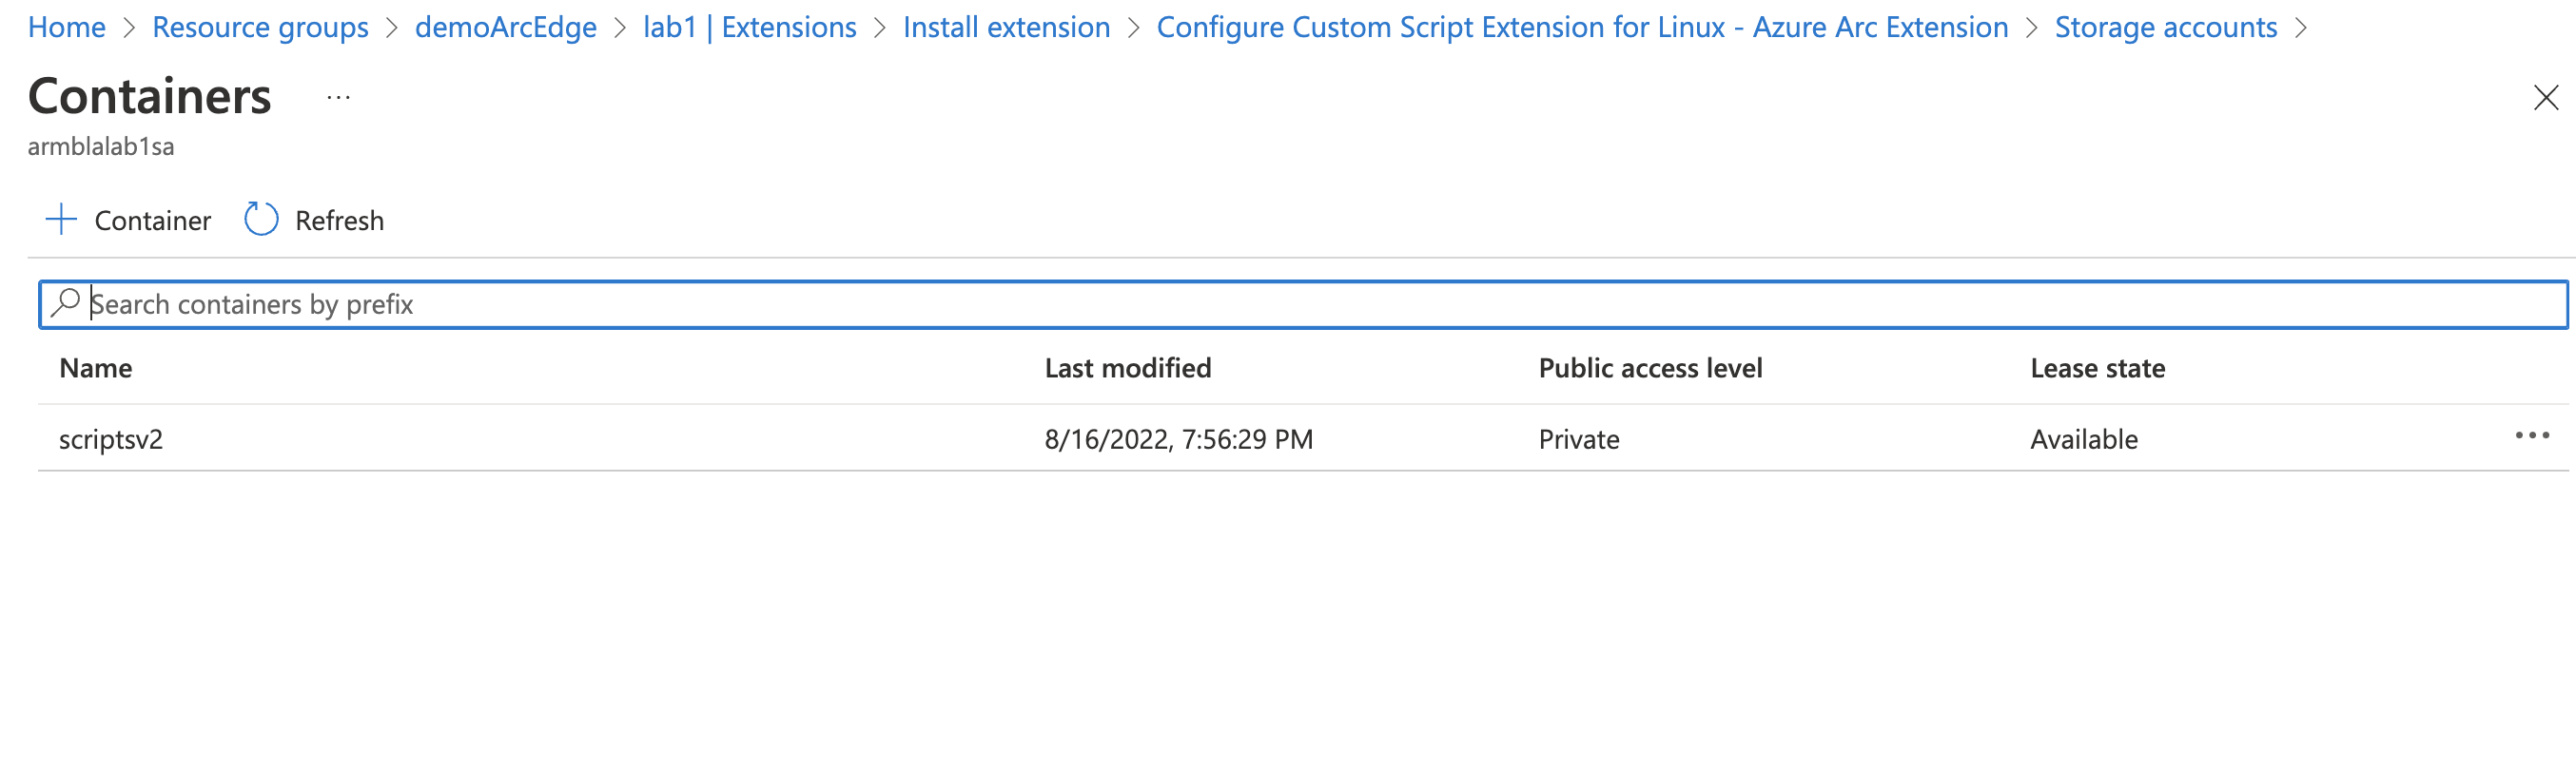 Home > Resource groups > demoArcEdge > lab1 | Extensions > Install extension > Configure Custom Script Extension for Linux - Azure Arc Extension > Storage accounts >
Containers ...
armblalab1sa
+ Container Refresh
Search containers by prefix
Name Last modified Public access level Lease state
scriptsv2 8/16/2022, 7:56:29 PM Private Available ...